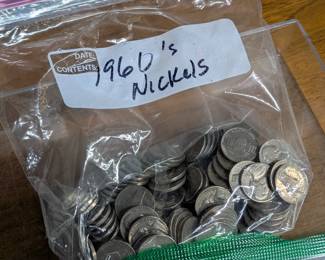 DATE
CONTENTS:
1960's
Nickels